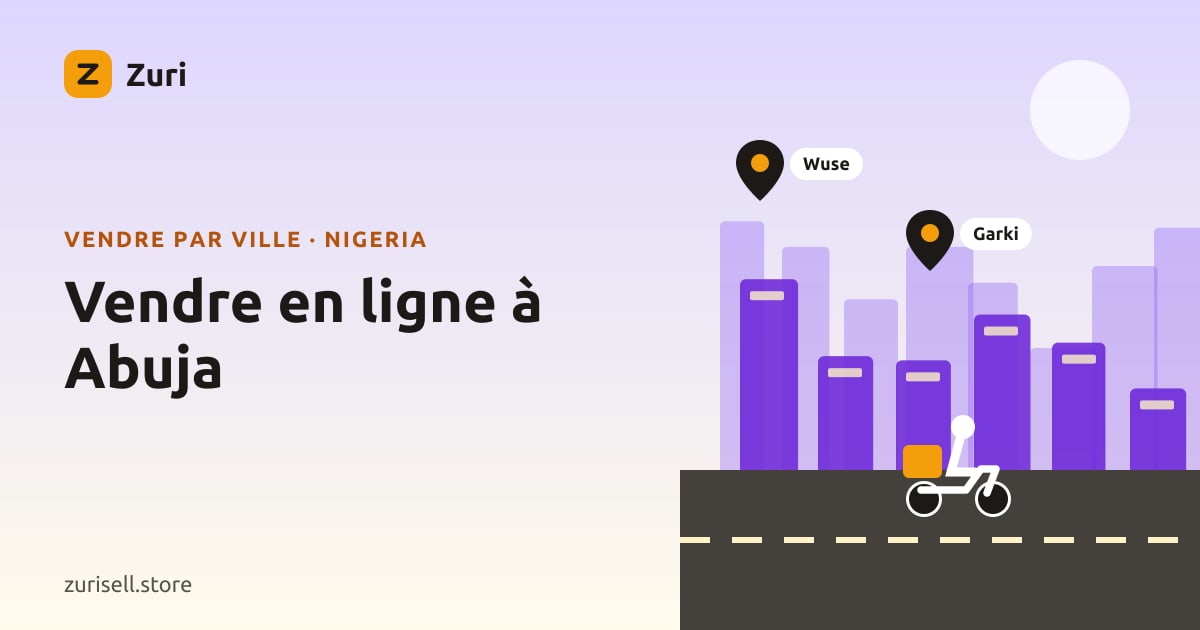 Z Zuri
VENDRE PAR VILLE · NIGERIA
Vendre en ligne à
Abuja
Wuse
Garki
zurisell.store